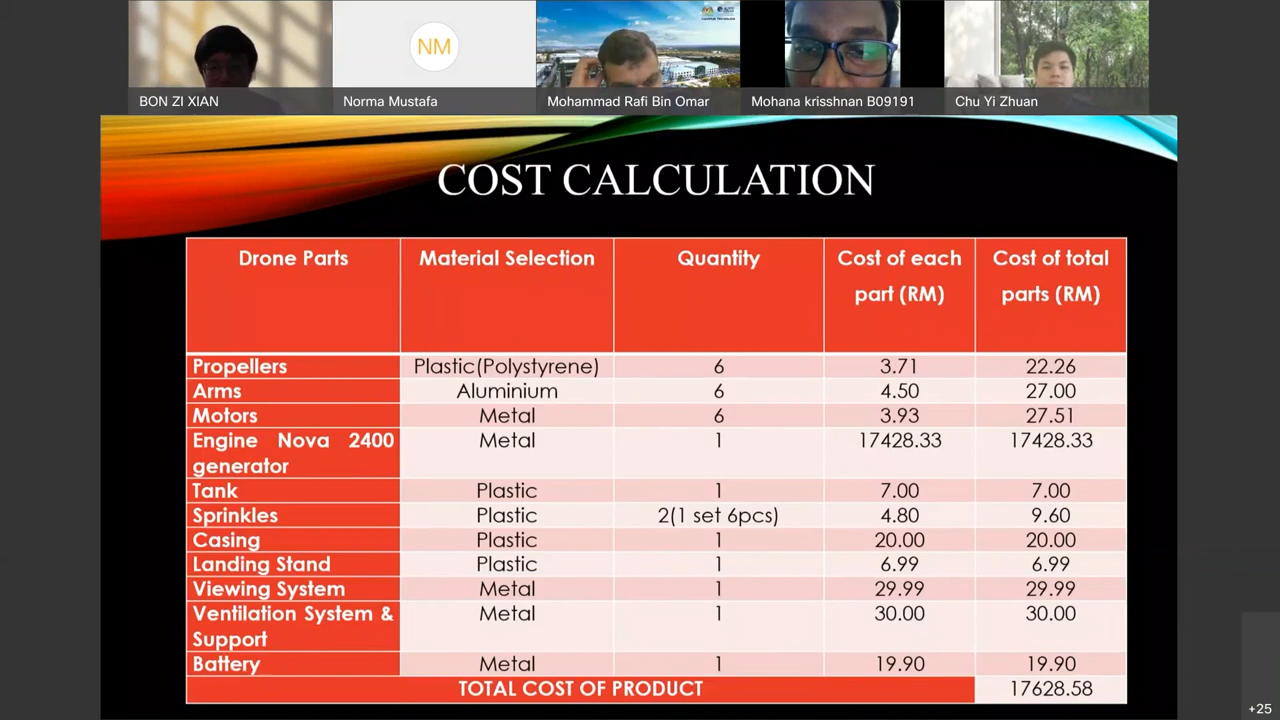 NM
BON ZI XIAN
Norma Mustafa
Mohammad Rafi Bin Omar
Mohana krisshnan B09191
Chu Yi Zhuan
COST CALCULATION
Drone Parts Material Selection Quantity Cost of each part (RM) Cost of total parts (RM)
Propellers Plastic(Polystyrene) 6 3.71 22.26
Arms Aluminium 6 4.50 27.00
Motors Metal 6 3.93 27.51
Engine Nova 2400 generator Metal 1 17428.33 17428.33
Tank Plastic 1 7.00 7.00
Sprinkles Plastic 2(1 set 6pcs) 4.80 9.60
Casing Plastic 1 20.00 20.00
Landing Stand Plastic 1 6.99 6.99
Viewing System Metal 1 29.99 29.99
Ventilation System & Support Metal 1 30.00 30.00
Battery Metal 1 19.90 19.90
TOTAL COST OF PRODUCT 17628.58
+25